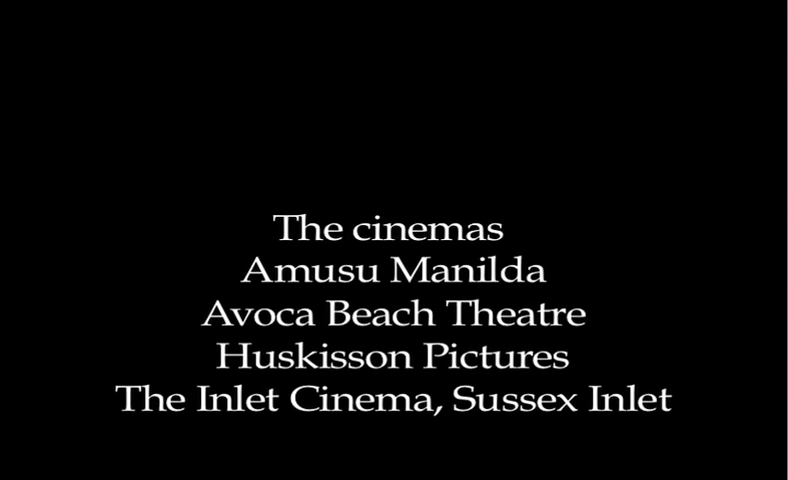 The cinemas
Amusu Manilda
Avoca Beach Theatre
Huskisson Pictures
The Inlet Cinema, Sussex Inlet